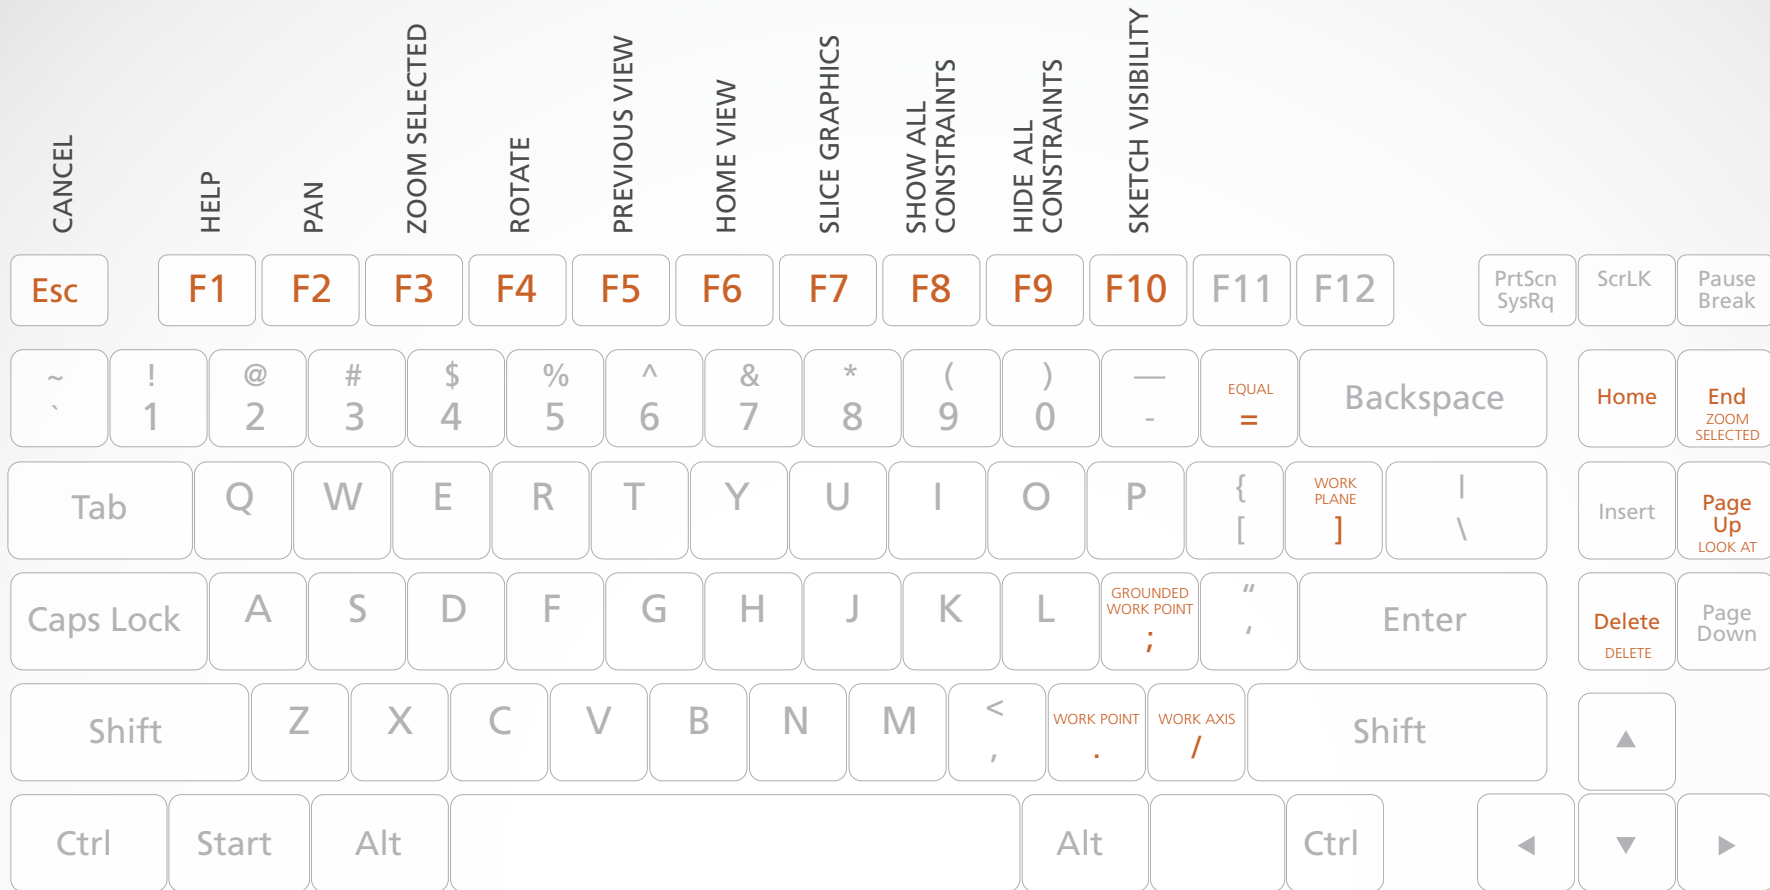 CANCEL
HELP
PAN
ZOOM SELECTED
ROTATE
PREVIOUS VIEW
HOME VIEW
SLICE GRAPHICS
SHOW ALL
CONSTRAINTS
HIDE ALL
CONSTRAINTS
SKETCH VISIBILITY
Esc
F1
F2
F3
F4
F5
F6
F7
F8
F9
F10
F11
F12
PrtScn
SysRq
ScrLK
Pause
Break
~
`
!
1
@
2
#
3
$
4
%
5
^
6
&
7
*
8
(
9
)
0
—
-
EQUAL
=
Backspace
Home
End
ZOOM
SELECTED
Tab
Q
W
E
R
T
Y
U
I
O
P
{
[
WORK
PLANE
]
|
\
Insert
Page
Up
LOOK AT
Caps Lock
A
S
D
F
G
H
J
K
L
GROUNDED
WORK POINT
;
"
,
Enter
Delete
DELETE
Page
Down
Shift
Z
X
C
V
B
N
M
<
,
WORK POINT
.
WORK AXIS
/
Shift
▲
Ctrl
Start
Alt
Alt
Ctrl
◄
▼
►